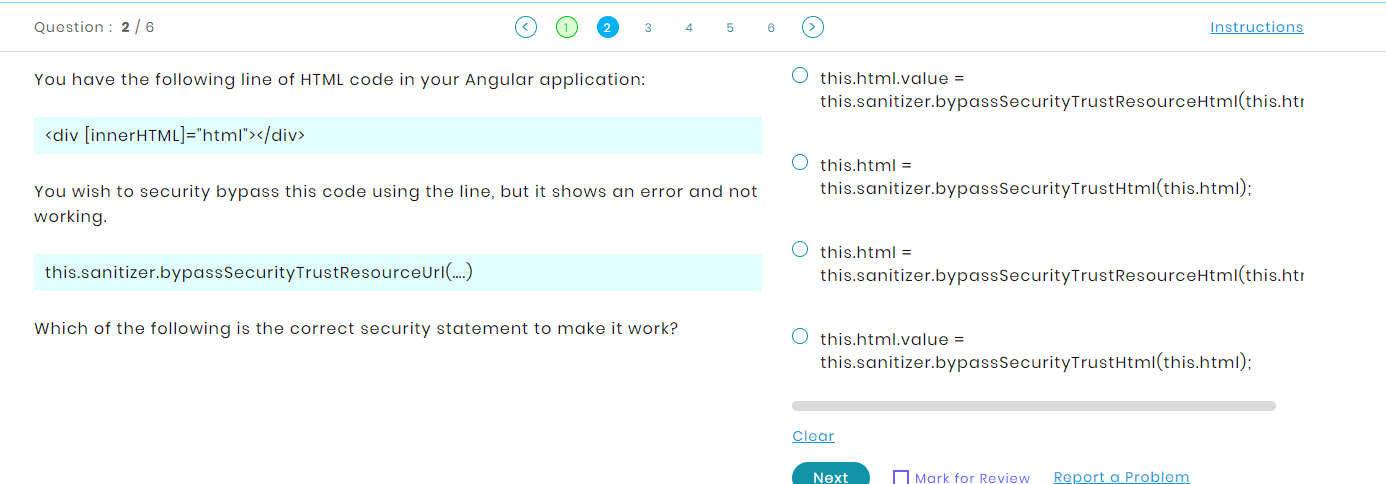 Question : 2 / 6
< 1 2 3 4 5 6 >
Instructions
You have the following line of HTML code in your Angular application:
<div [innerHTML]="html"></div>
You wish to security bypass this code using the line, but it shows an error and not
working.
this.sanitizer.bypassSecurityTrustResourceUrl(....)
Which of the following is the correct security statement to make it work?
this.html.value =
this.sanitizer.bypassSecurityTrustResourceHtml(this.htr
this.html =
this.sanitizer.bypassSecurityTrustHtml(this.html);
this.html =
this.sanitizer.bypassSecurityTrustResourceHtml(this.htr
this.html.value =
this.sanitizer.bypassSecurityTrustHtml(this.html);
Clear
Next
Mark for Review
Report a Problem